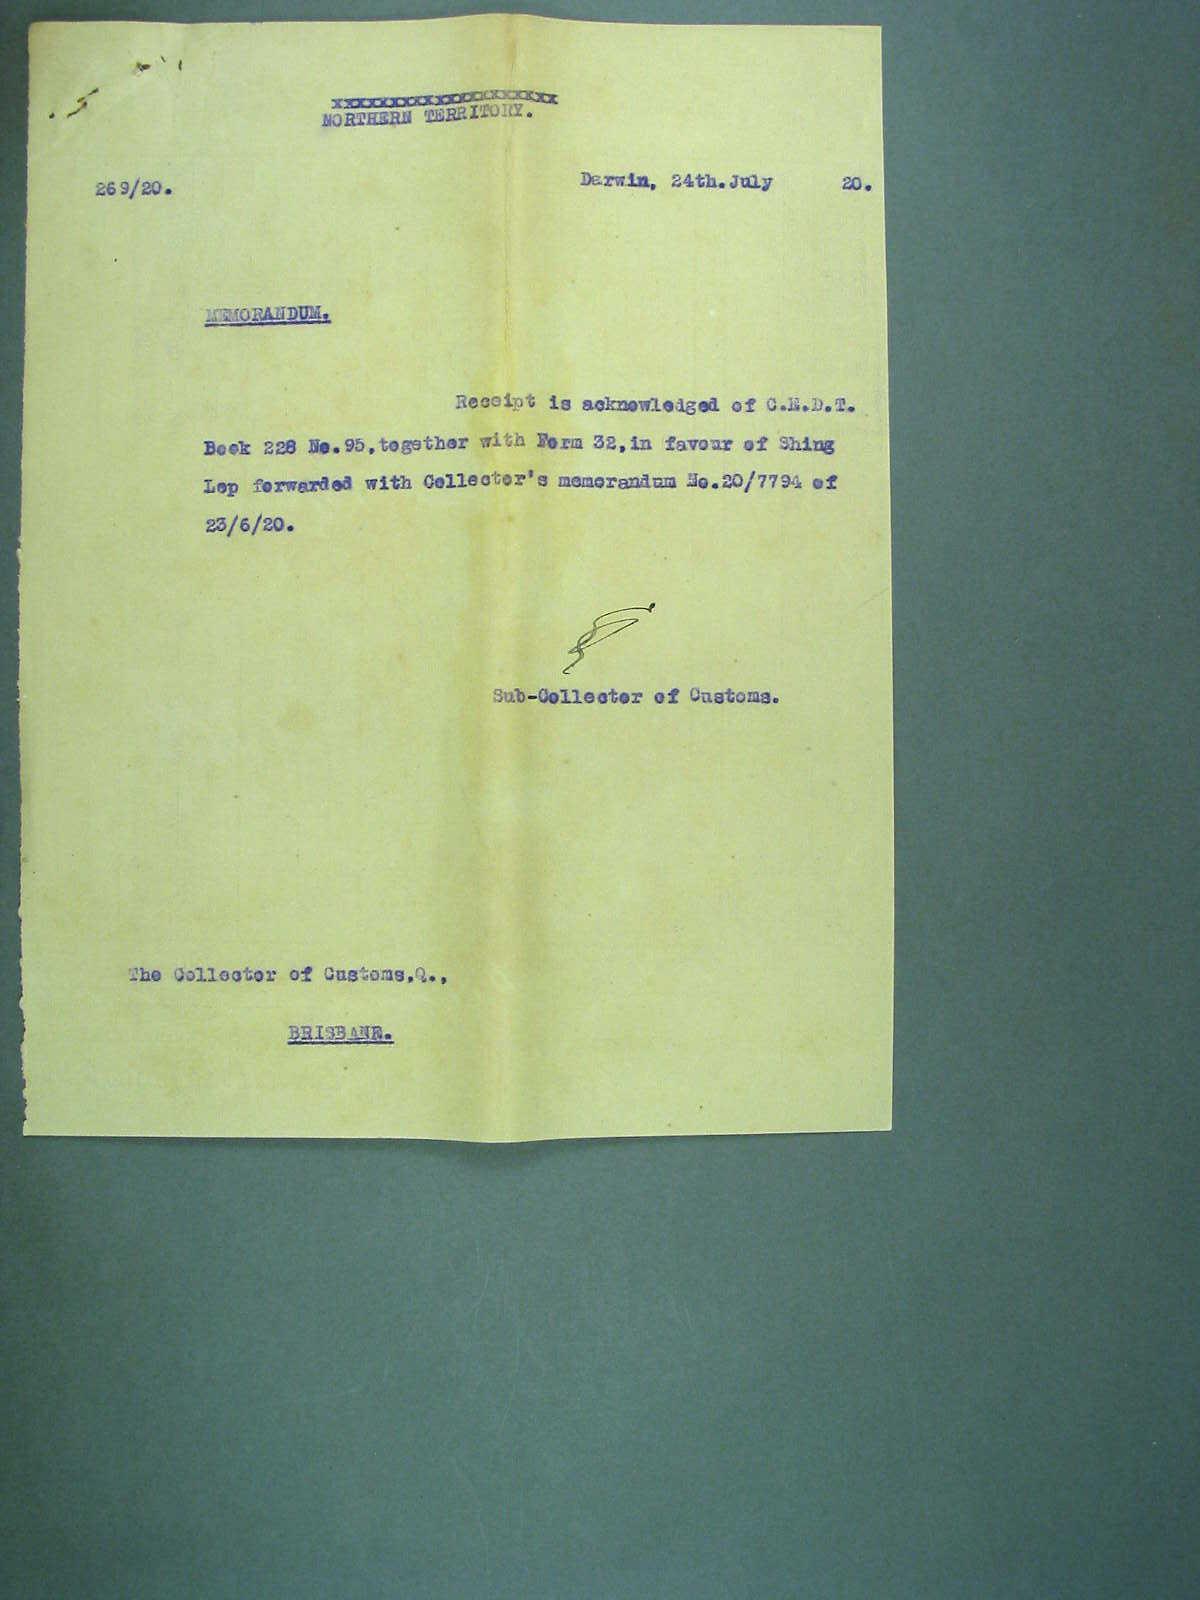 NORTHERN TERRITORY.
269/20.
Darwin, 24th.July 20.
MEMORANDUM.
Receipt is acknowledged of C.E.D.T.
Book 228 No.95,together with Form 32,in favour of Shing
Lop forwarded with Collector's memorandum No.20/7794 of
23/6/20.
Sub-Collector of Customs.
The Collector of Customs,Q.,
BRISBANE.